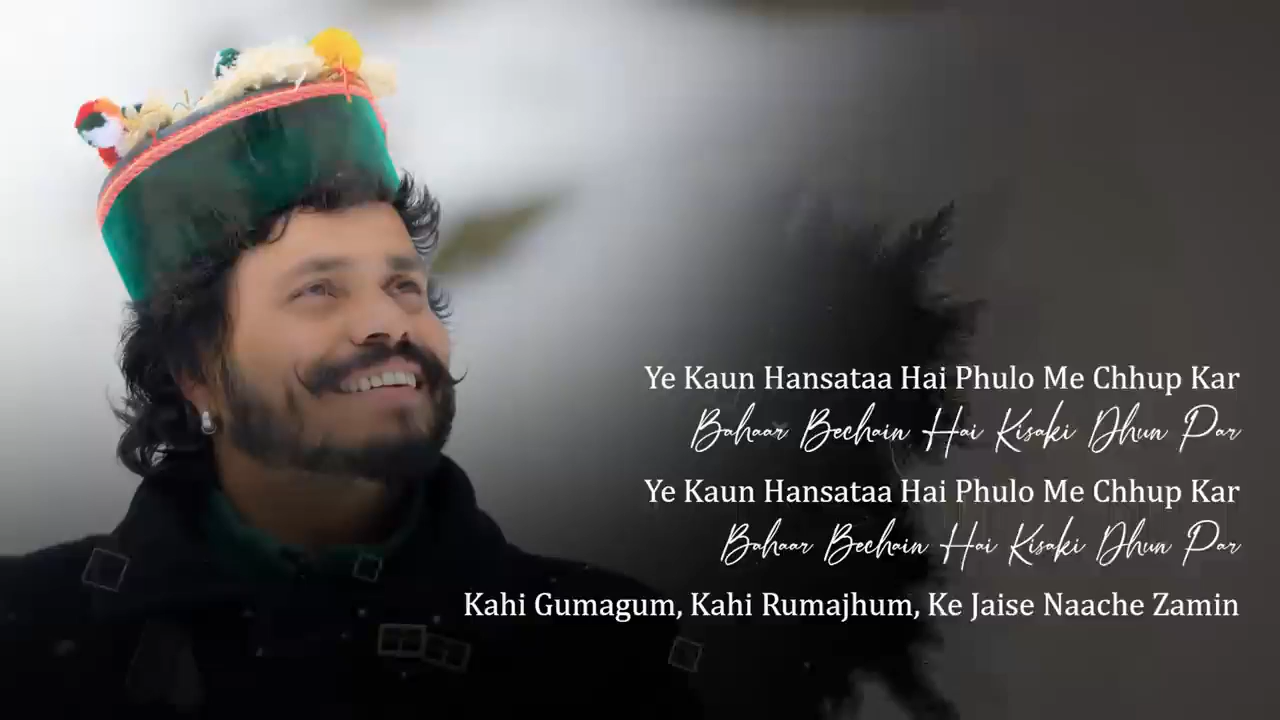 Ye Kaun Hansataa Hai Phulo Me Chhup Kar
Bahaar Bechain Hai Kisaki Dhun Par
Ye Kaun Hansataa Hai Phulo Me Chhup Kar
Bahaar Bechain Hai Kisaki Dhun Par
Kahi Gumagum, Kahi Rumajhum, Ke Jaise Naache Zamin